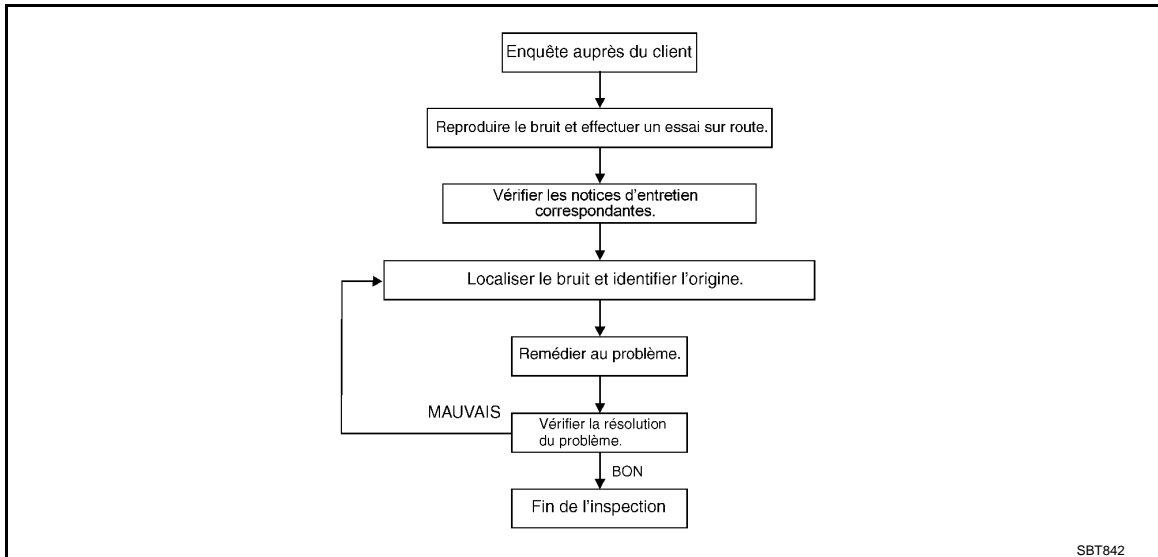 Enquête auprès du client
Reproduire le bruit et effectuer un essai sur route.
Vérifier les notices d'entretien
correspondantes.
Localiser le bruit et identifier l'origine.
Remédier au problème.
MAUVAIS
Vérifier la résolution
du problème.
BON
Fin de l'inspection
SBT842